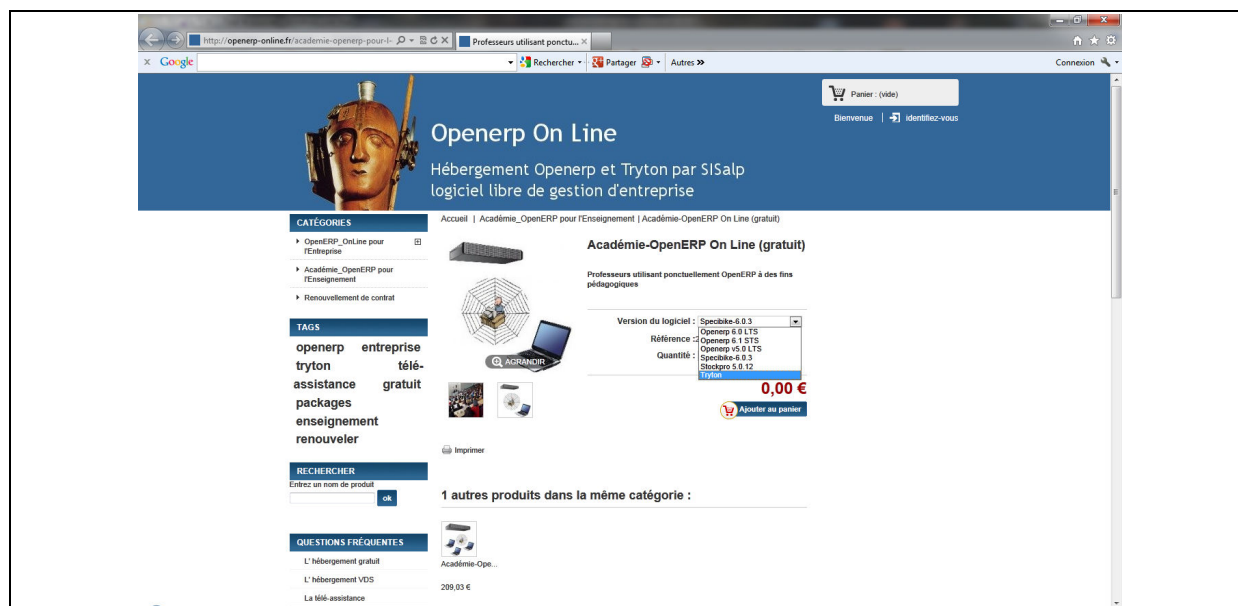 http://openerp-online.fr/academie-openerp-pour-l-
Professeurs utilisant ponctu...
x Google
Rechercher
Partager
Autres »
Connexion
Panier : (vide)
Bienvenue | identifiez-vous
Openerp On Line
Hébergement Openerp et Tryton par SISalp
logiciel libre de gestion d'entreprise
Accueil | Académie_OpenERP pour l'Enseignement | Académie-OpenERP On Line (gratuit)
CATÉGORIES
OpenERP_OnLine pour
l'Entreprise
Académie_OpenERP pour
l'Enseignement
Renouvellement de contrat
TAGS
openerp entreprise
tryton télé-
assistance gratuit
packages
enseignement
renouveler
RECHERCHER
Entrez un nom de produit
ok
QUESTIONS FRÉQUENTES
L' hébergement gratuil
L' hébergement VDS
La télé-assistance
AGRANDIR
Imprimer
Académie-OpenERP On Line (gratuit)
Professeurs utilisant ponctuellement OpenERP à des fins
pédagogiques
Version du logiciel : Specibike-6.0.3
Openerp 6.0 LTS
Openerp 6.1 STS
Openerp v5.0 LTS
Specibike-6.0.3
Stockpro 5.0.12
Tryton
Référence :
Quantité :
0,00 €
Ajouter au panier
1 autres produits dans la même catégorie :
Académie-Ope...
209,03 €